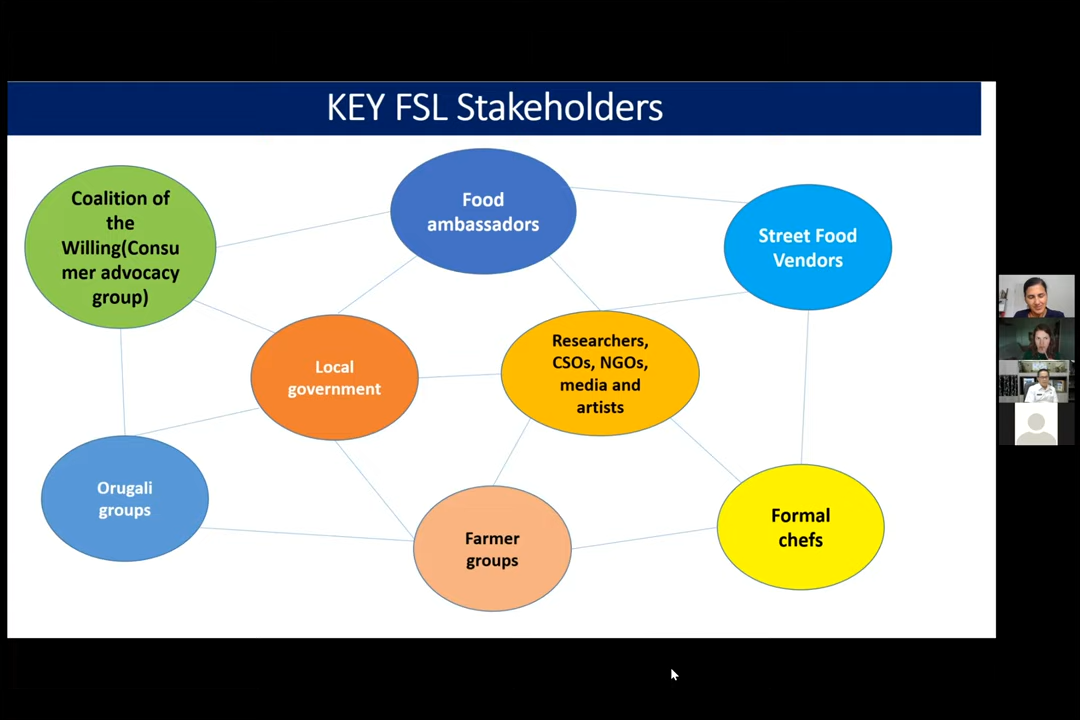 KEY FSL Stakeholders
Coalition of
the
Willing(Consu
mer advocacy
group)
Food
ambassadors
Street Food
Vendors
Local
government
Researchers,
CSOs, NGOs,
media and
artists
Orugali
groups
Farmer
groups
Formal
chefs